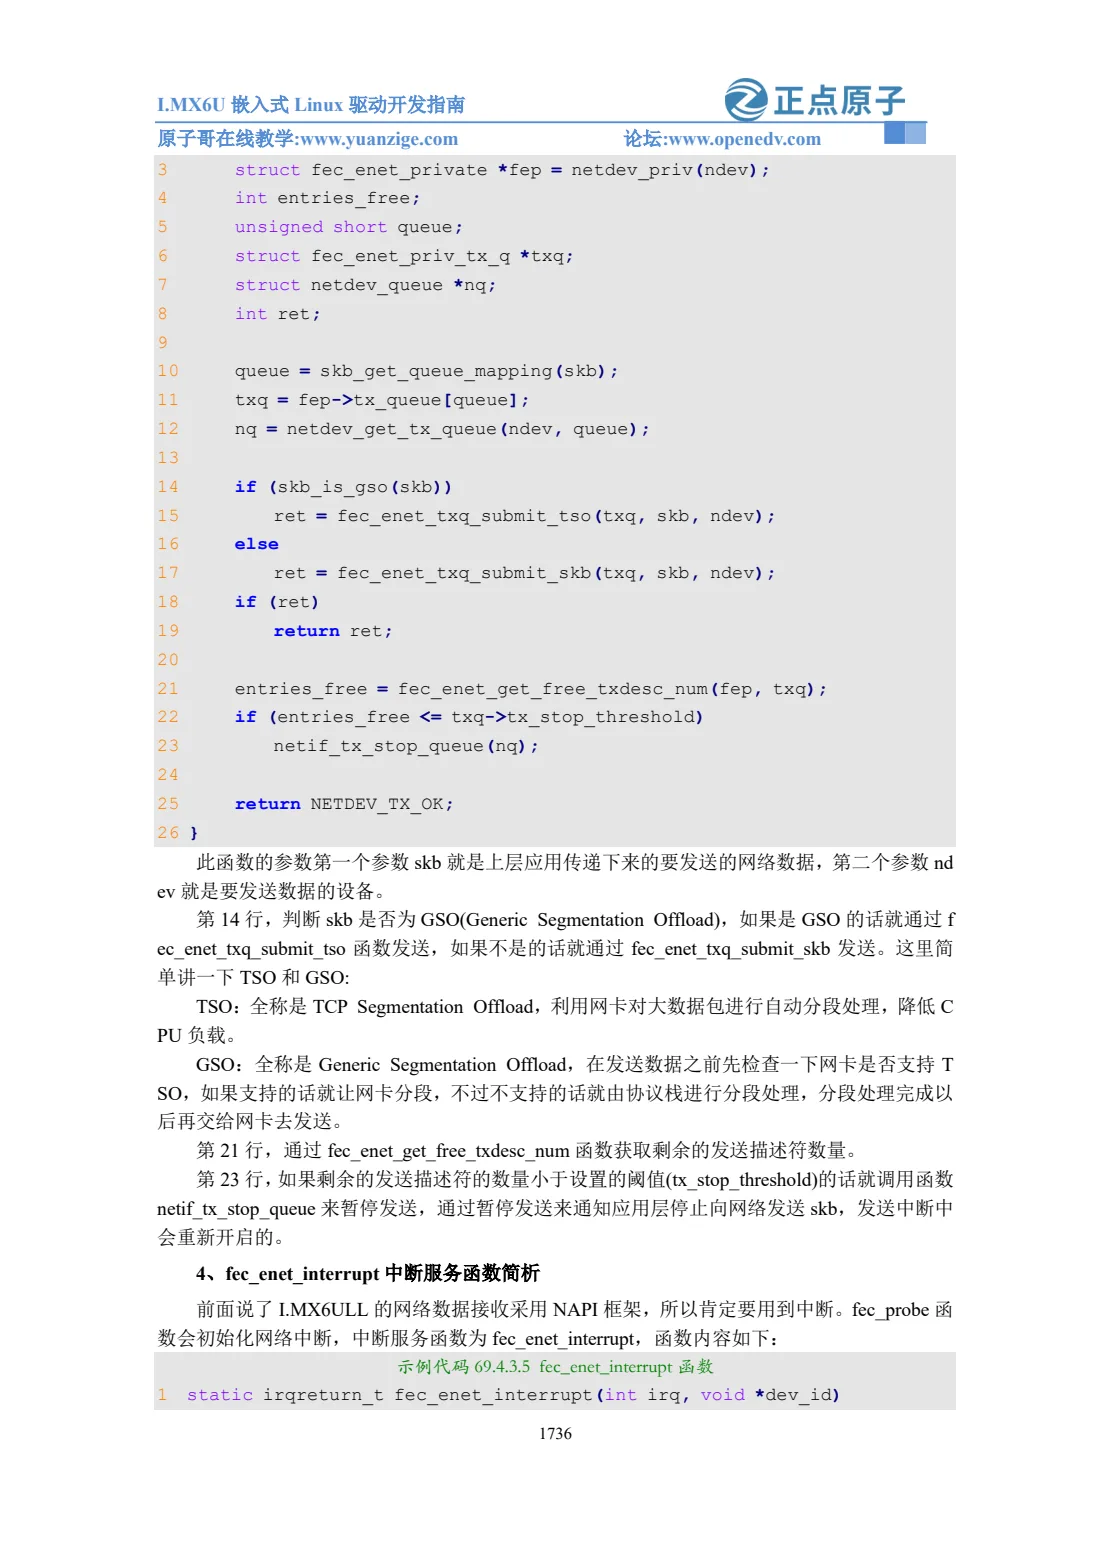 I.MX6U 嵌入式 Linux 驱动开发指南
正点原子
原子哥在线教学:www.yuanzige.com 论坛:www.openedv.com
3 struct fec_enet_private *fep = netdev_priv(ndev);
4 int entries_free;
5 unsigned short queue;
6 struct fec_enet_priv_tx_q *txq;
7 struct netdev_queue *nq;
8 int ret;
9
10 queue = skb_get_queue_mapping(skb);
11 txq = fep->tx_queue[queue];
12 nq = netdev_get_tx_queue(ndev, queue);
13
14 if (skb_is_gso(skb))
15 ret = fec_enet_txq_submit_tso(txq, skb, ndev);
16 else
17 ret = fec_enet_txq_submit_skb(txq, skb, ndev);
18 if (ret)
19 return ret;
20
21 entries_free = fec_enet_get_free_txdesc_num(fep, txq);
22 if (entries_free <= txq->tx_stop_threshold)
23 netif_tx_stop_queue(nq);
24
25 return NETDEV_TX_OK;
26 }
此函数的参数第一个参数 skb 就是上层应用传递下来的要发送的网络数据，第二个参数 nd
ev 就是要发送数据的设备。
第 14 行，判断 skb 是否为 GSO(Generic Segmentation Offload)，如果是 GSO 的话就通过 f
ec_enet_txq_submit_tso 函数发送，如果不是的话就通过 fec_enet_txq_submit_skb 发送。这里简
单讲一下 TSO 和 GSO:
TSO：全称是 TCP Segmentation Offload，利用网卡对大数据包进行自动分段处理，降低 C
PU 负载。
GSO：全称是 Generic Segmentation Offload，在发送数据之前先检查一下网卡是否支持 T
SO，如果支持的话就让网卡分段，不过不支持的话就由协议栈进行分段处理，分段处理完成以
后再交给网卡去发送。
第 21 行，通过 fec_enet_get_free_txdesc_num 函数获取剩余的发送描述符数量。
第 23 行，如果剩余的发送描述符的数量小于设置的阈值(tx_stop_threshold)的话就调用函数
netif_tx_stop_queue 来暂停发送，通过暂停发送来通知应用层停止向网络发送 skb，发送中断中
会重新开启的。
4、fec_enet_interrupt 中断服务函数简析
前面说了 I.MX6ULL 的网络数据接收采用 NAPI 框架，所以肯定要用到中断。fec_probe 函
数会初始化网络中断，中断服务函数为 fec_enet_interrupt，函数内容如下：
示例代码 69.4.3.5 fec_enet_interrupt 函数
1 static irqreturn_t fec_enet_interrupt(int irq, void *dev_id)
1736